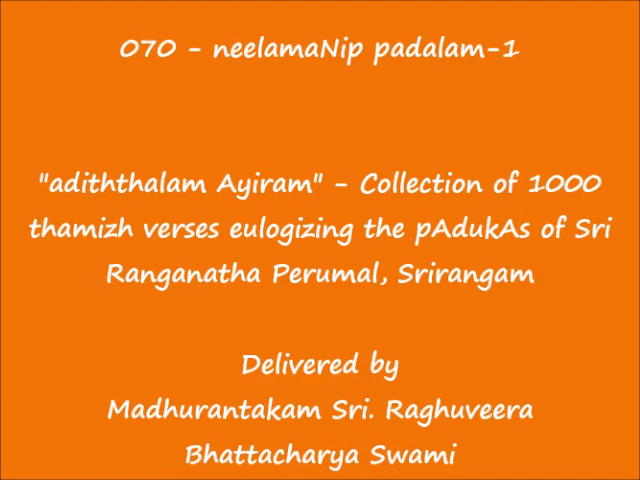 070 - neelamaNip padalam-1
"adiththalam Ayiram" - Collection of 1000
thamizh verses eulogizing the pAdukAs of Sri
Ranganatha Perumal, Srirangam
Delivered by
Madhurantakam Sri. Raghuveera
Bhattacharya Swami